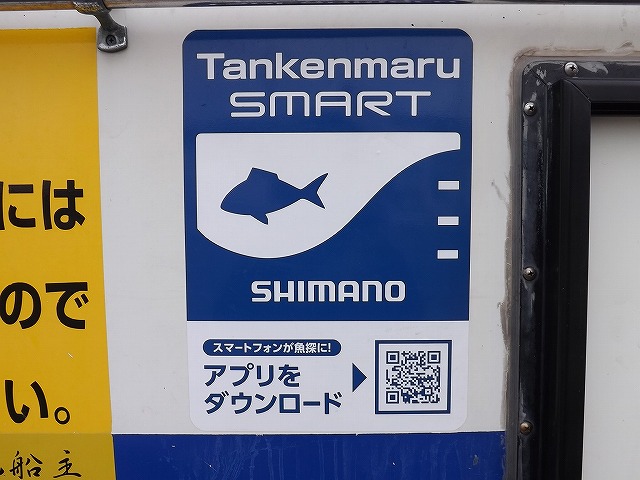 Tankenmaru
SMART
SHIMANO
スマートフォンが魚探に!
アプリを
ダウンロード
には
ので
い。
船主